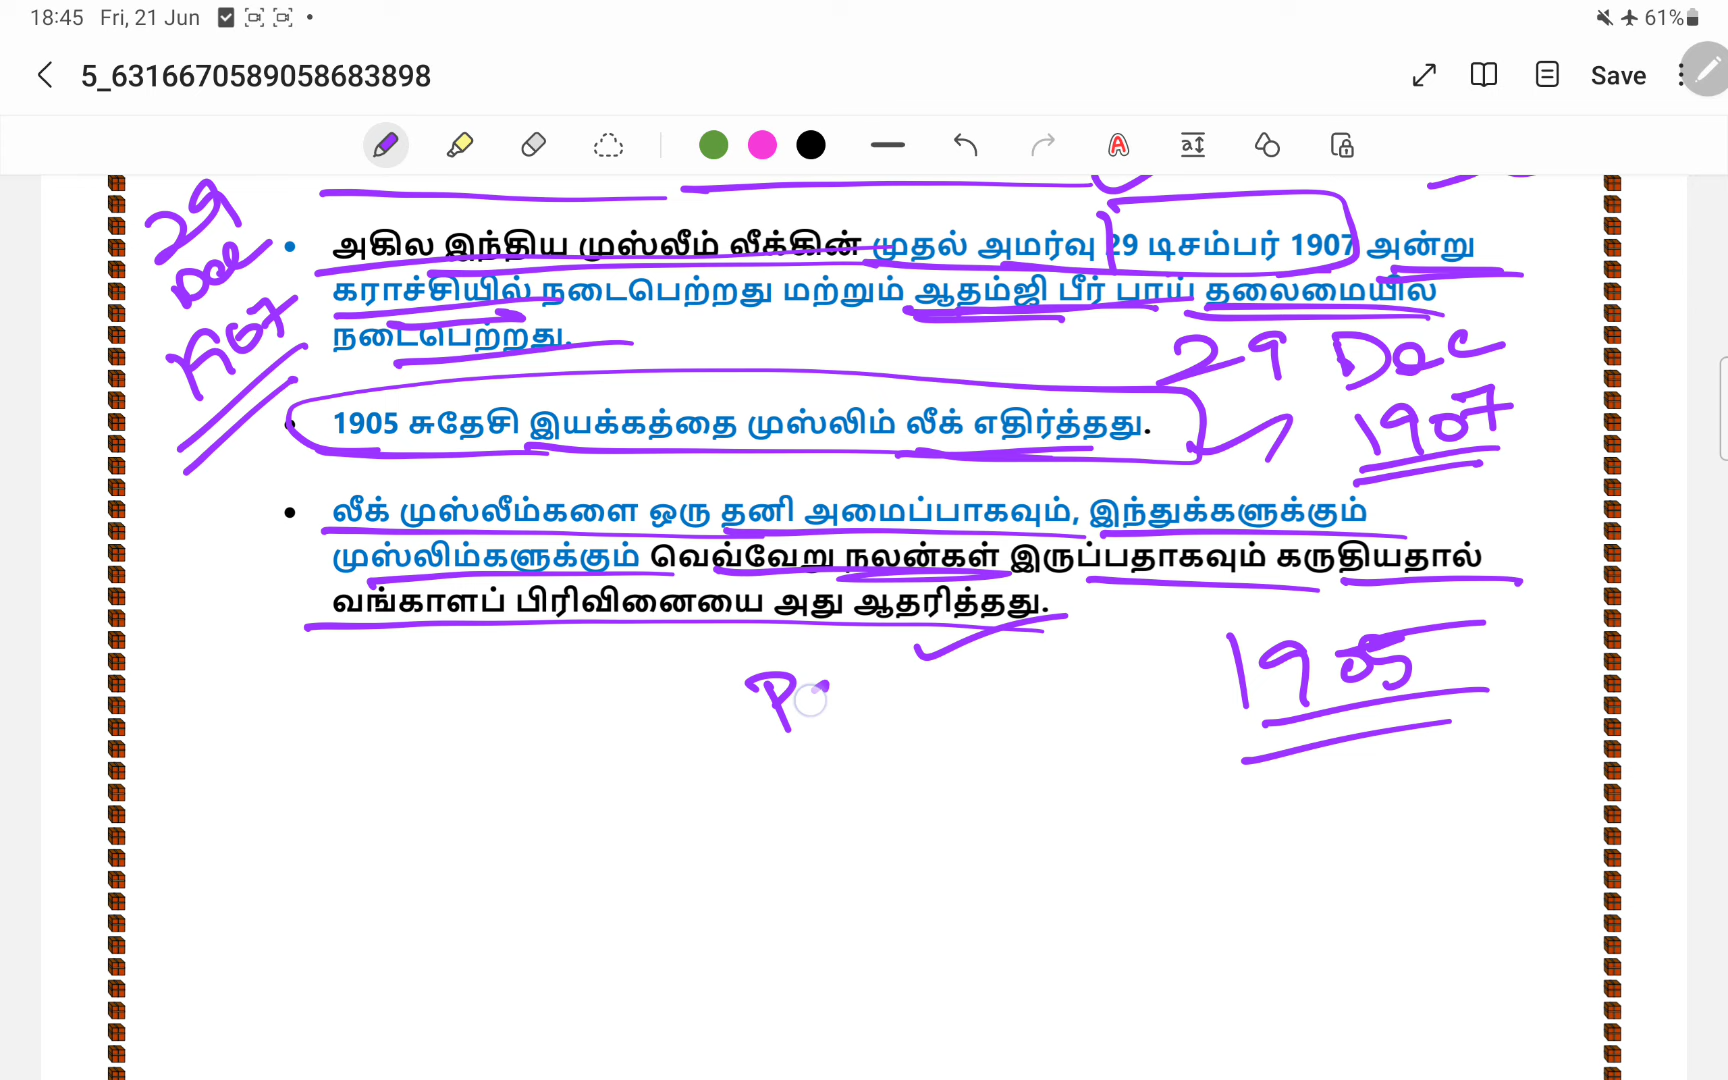 18:45 Fri, 21 Jun
61%
5_6316670589058683898
Save
29
Dec
அகில இந்திய முஸ்லீம் லீக்கின் முதல் அமர்வு 29 டிசம்பர் 1907 அன்று
கராச்சியில் நடைபெற்றது மற்றும் ஆதம்ஜி பீர் பாய் தலைமையில்
நடைபெற்றது.
29 Dec
1907
1905 சுதேசி இயக்கத்தை முஸ்லிம் லீக் எதிர்த்தது.
லீக் முஸ்லீம்களை ஒரு தனி அமைப்பாகவும், இந்துக்களுக்கும்
முஸ்லிம்களுக்கும் வெவ்வேறு நலன்கள் இருப்பதாகவும் கருதியதால்
வங்காளப் பிரிவினையை அது ஆதரித்தது.
1905
P